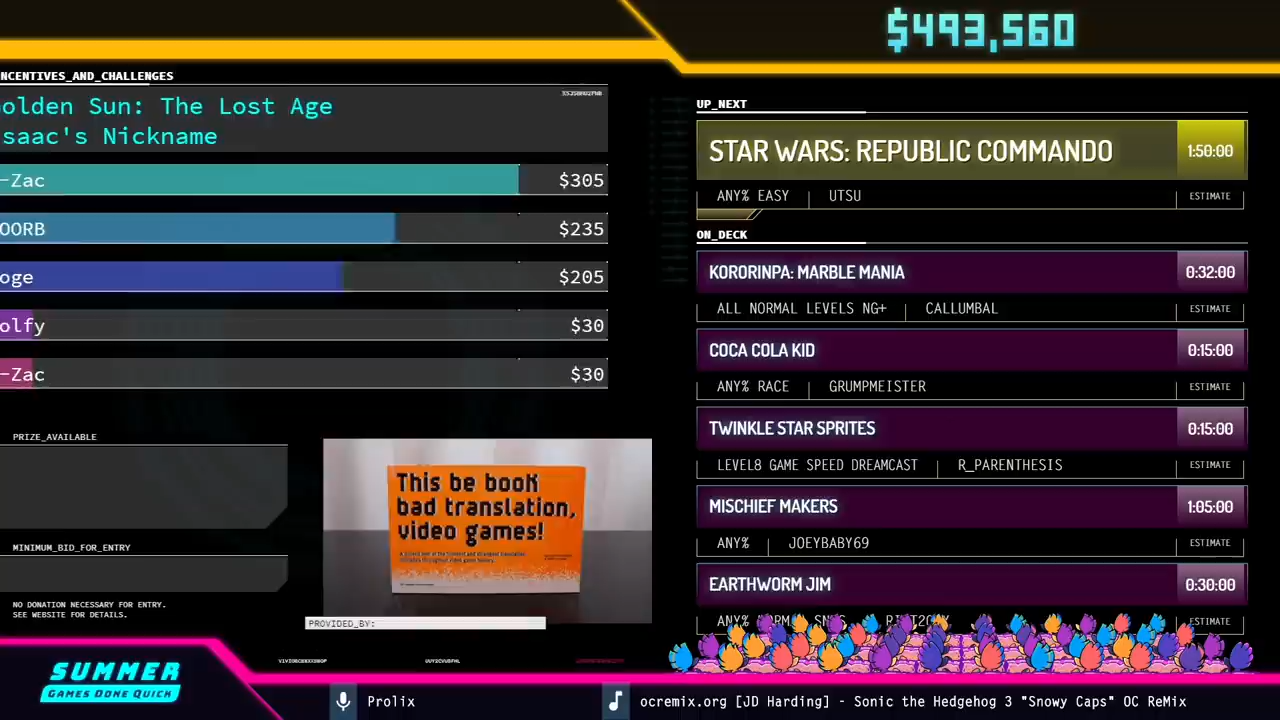 $493,560
NCENTIVES_AND_CHALLENGES
olden Sun: The Lost Age
saac's Nickname
-Zac $305
OORB $235
oge $205
olfy $30
-Zac $30
PRIZE_AVAILABLE
MINIMUM_BID_FOR_ENTRY
NO DONATION NECESSARY FOR ENTRY.
SEE WEBSITE FOR DETAILS.
This be book
bad translation,
video games!
PROVIDED_BY:
UP_NEXT
STAR WARS: REPUBLIC COMMANDO 1:50:00
ANY% EASY UTSU ESTIMATE
ON_DECK
KORORINPA: MARBLE MANIA 0:32:00
ALL NORMAL LEVELS NG+ CALLUMBAL ESTIMATE
COCA COLA KID 0:15:00
ANY% RACE GRUMPMEISTER ESTIMATE
TWINKLE STAR SPRITES 0:15:00
LEVEL8 GAME SPEED DREAMCAST R_PARENTHESIS ESTIMATE
MISCHIEF MAKERS 1:05:00
ANY% JOEYBABY69 ESTIMATE
EARTHWORM JIM 0:30:00
ANY% ESTIMATE
SUMMER
GAMES DONE QUICK
Prolix
ocremix.org [JD Harding] - Sonic the Hedgehog 3 "Snowy Caps" OC ReMix